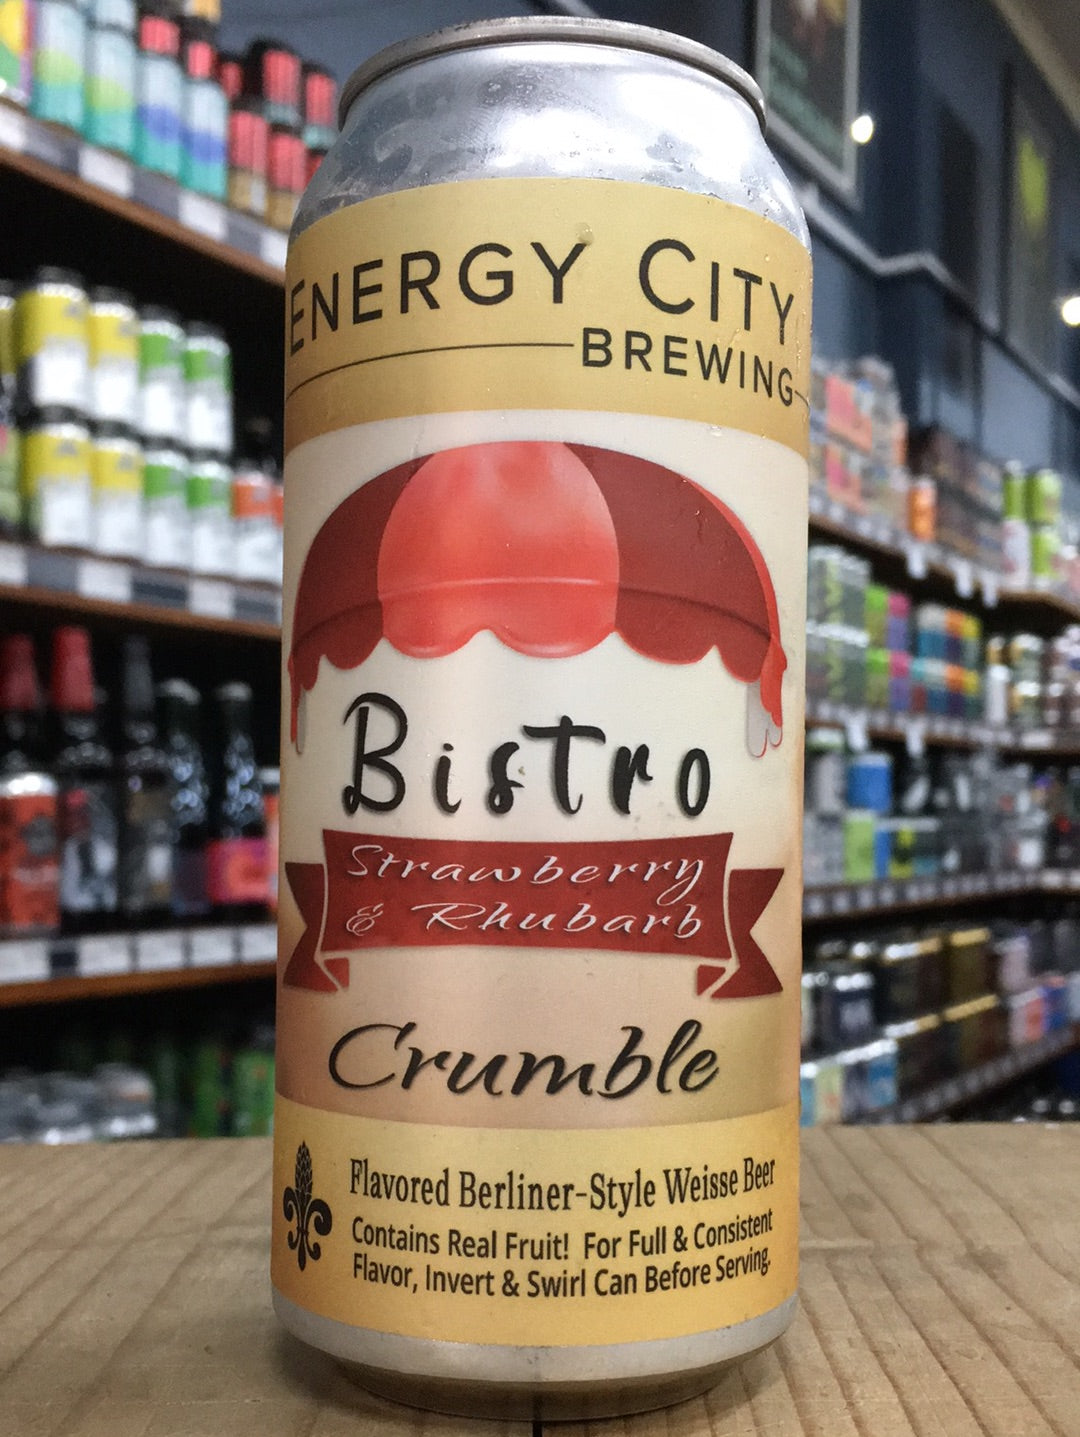 ENERGY CITY
BREWING
Bistro
Strawberry
& Rhubarb
Crumble
Flavored Berliner-Style Weisse Beer
Contains Real Fruit! For Full & Consistent
Flavor, Invert & Swirl Can Before Serving.